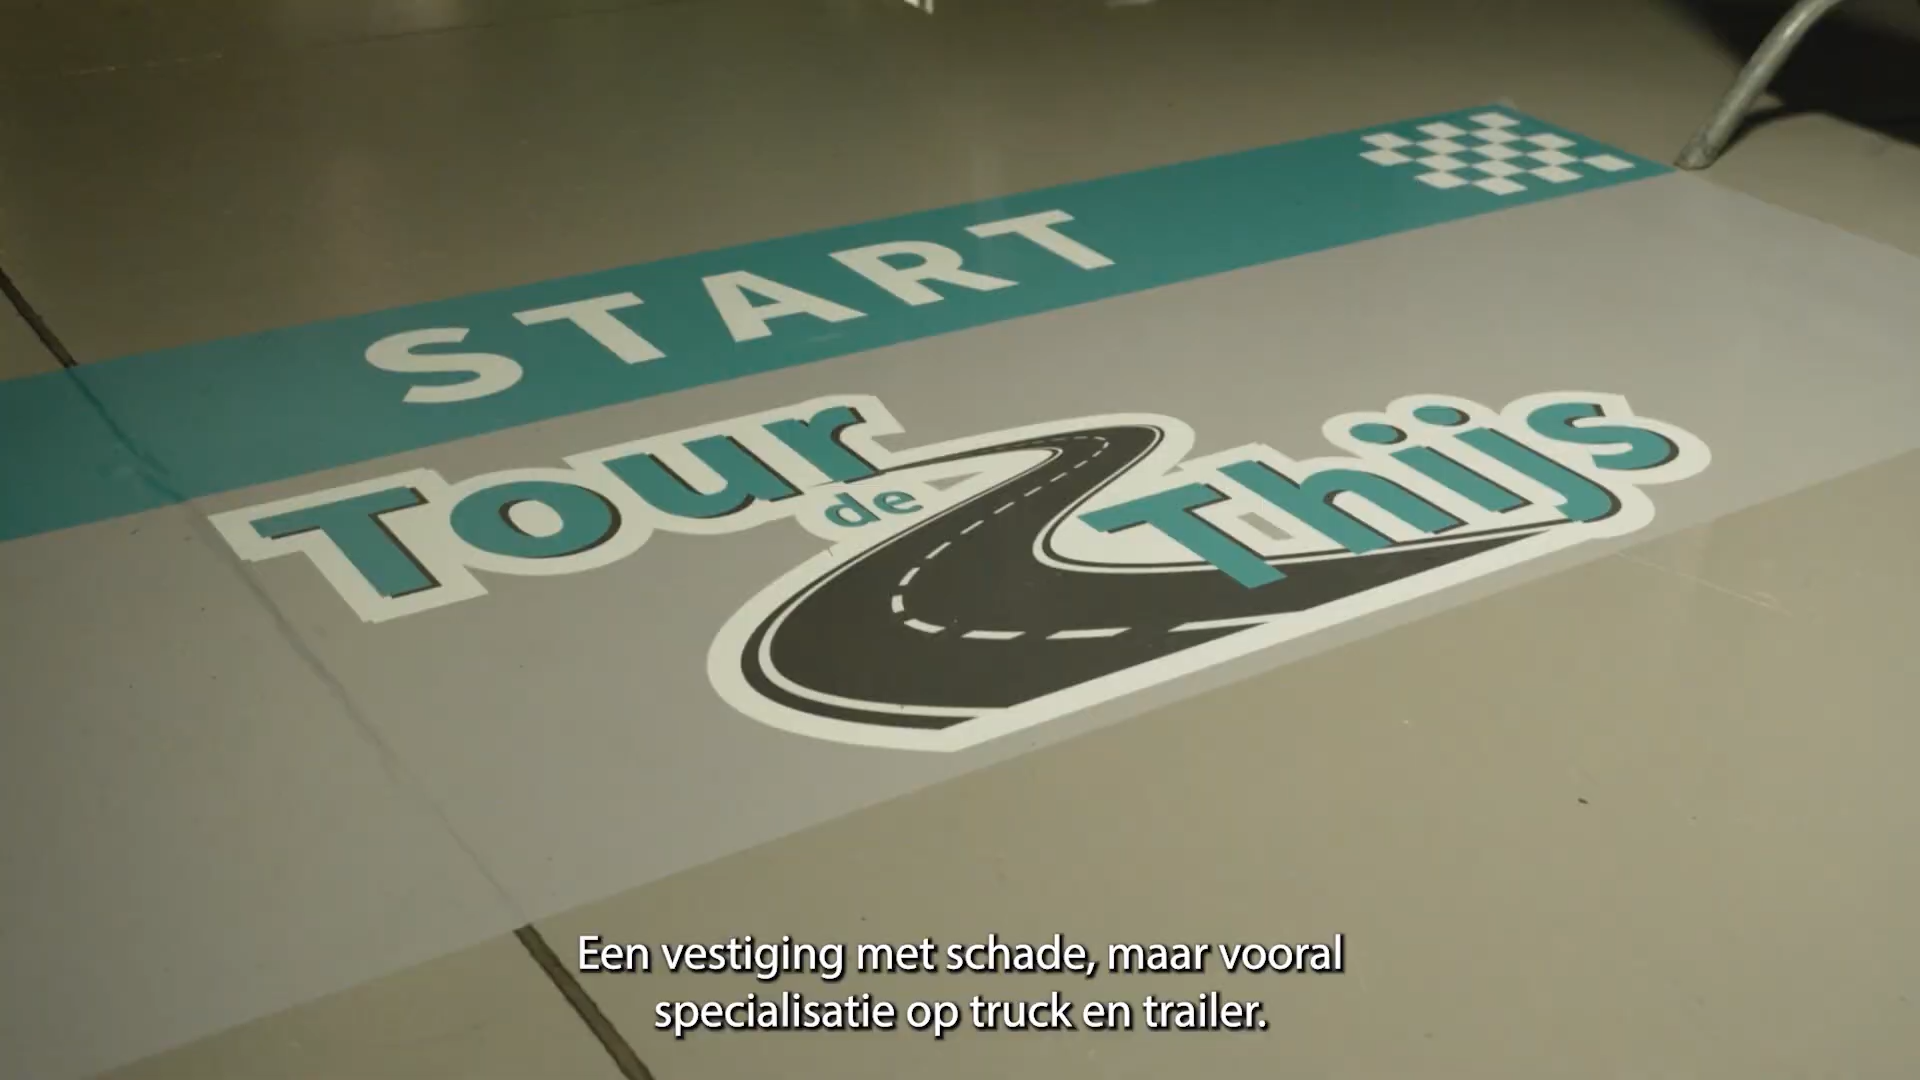 START
Tour de Thijs
Een vestiging met schade, maar vooral
specialisatie op truck en trailer.